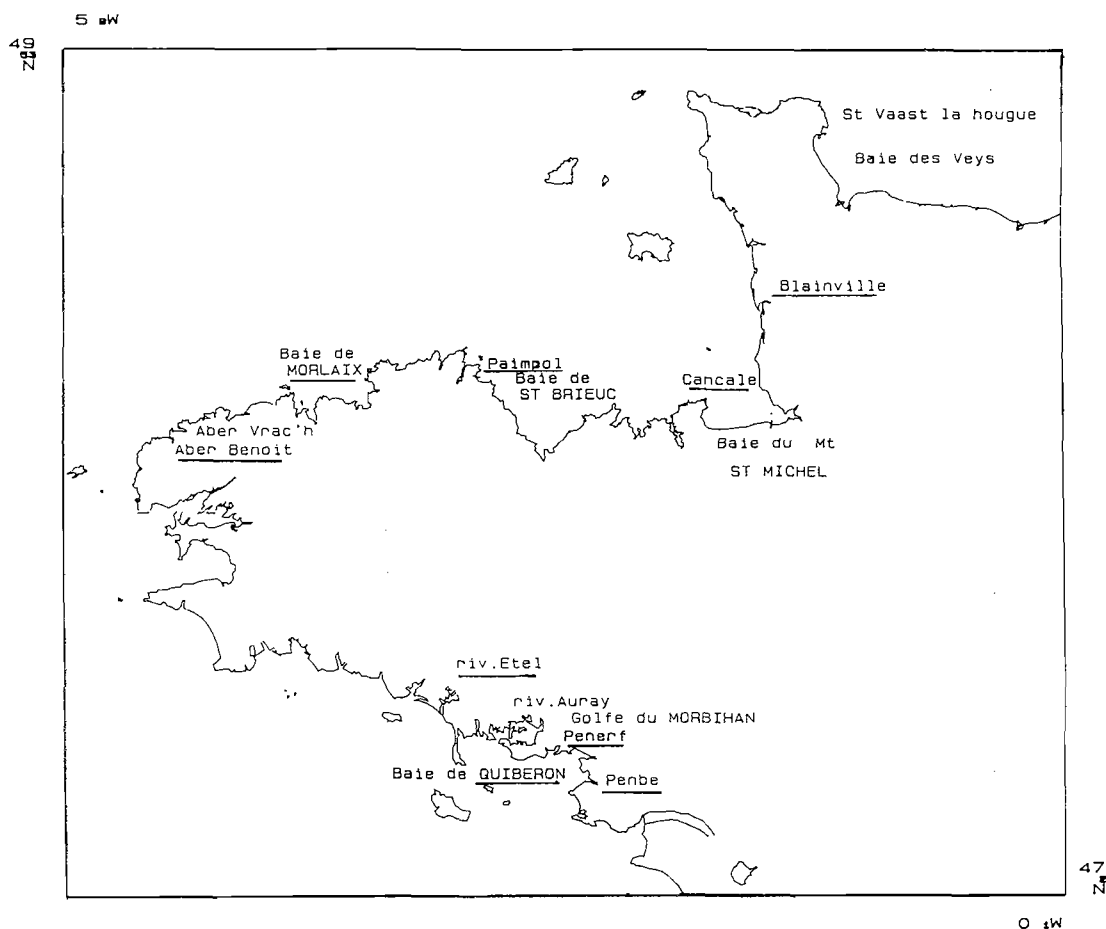 5 °W
49
N
St Vaast la hougue
Baie des Veys
Blainville
Baie de
MORLAIX
Paimpol
Baie de
ST BRIEUC
Cancale
Aber Vrac'h
Aber Benoit
Baie du Mt
ST MICHEL
riv.Etel
riv.Auray
Golfe du MORBIHAN
Penerf
Baie de QUIBERON
Penbe
47
N
0 °W